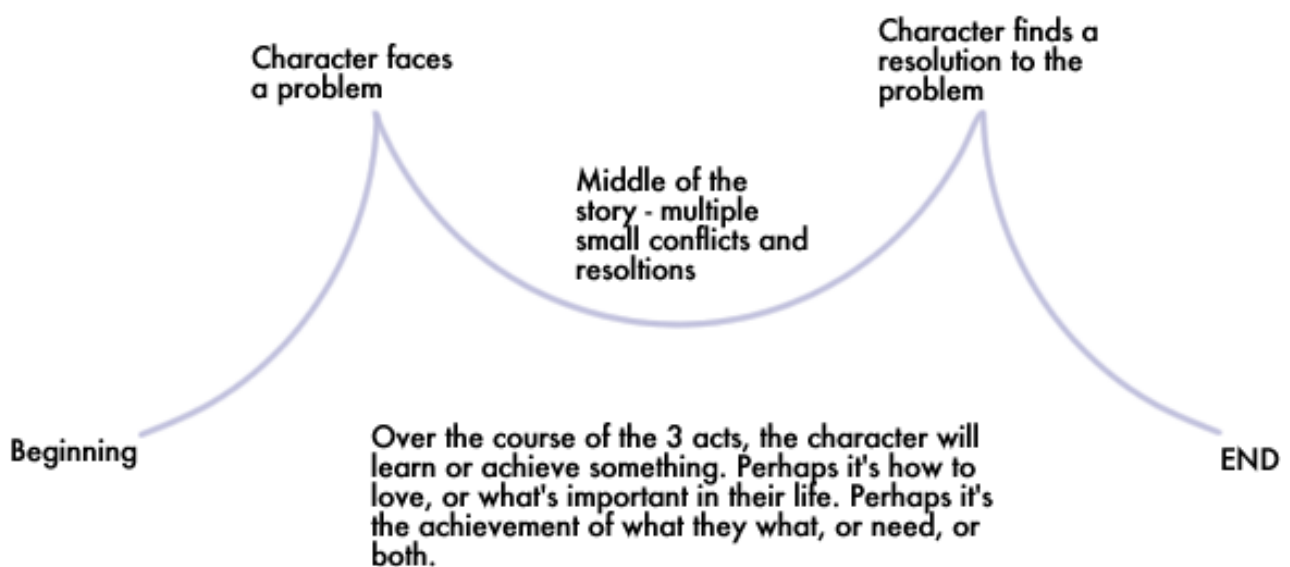 Character faces
a problem
Character finds a
resolution to the
problem
Middle of the
story - multiple
small conflicts and
resoltions
Beginning
Over the course of the 3 acts, the character will
learn or achieve something. Perhaps it's how to
love, or what's important in their life. Perhaps it's
the achievement of what they what, or need, or
both.
END